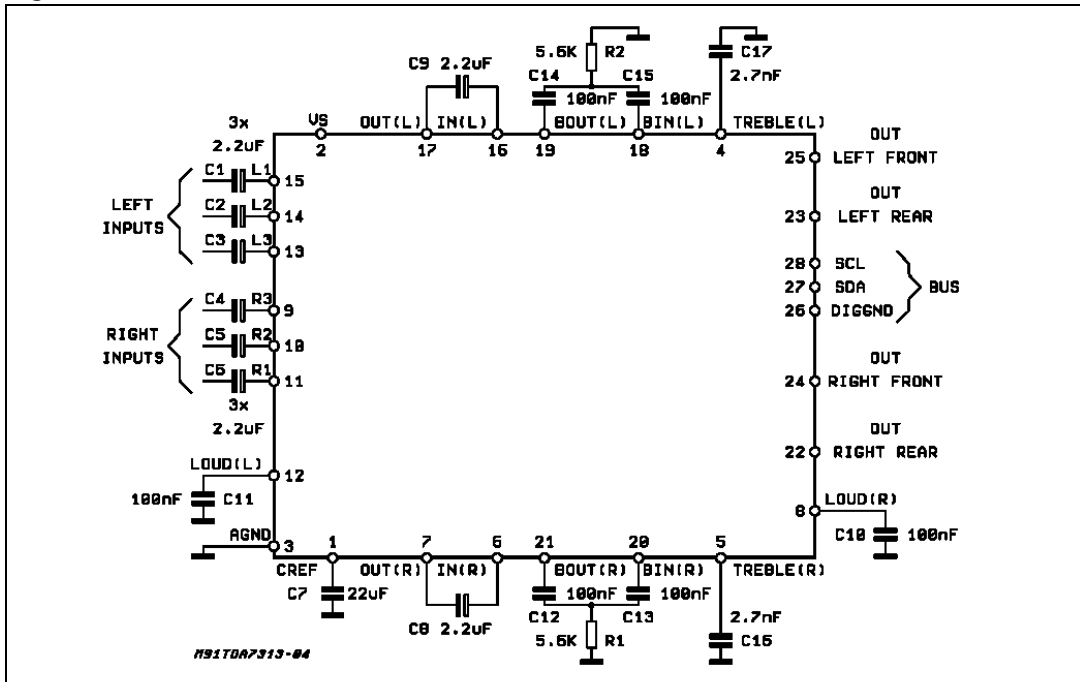 5.6K R2
C17
C9 2.2uF
C14
C15
2.7nF
100nF
100nF
3x
2.2uF
VS
OUT(L)
IN(L)
BOUT(L)
BIN(L)
TREBLE(L)
2
17
16
19
18
4
OUT
25 LEFT FRONT
C1 L1
15
LEFT
INPUTS
C2 L2
14
C3 L3
13
OUT
23 LEFT REAR
28 SCL
27 SDA
26 DIGGND
BUS
C4 R3
9
RIGHT
INPUTS
C5 R2
10
C6 R1
11
3x
2.2uF
OUT
24 RIGHT FRONT
OUT
22 RIGHT REAR
LOUD(L)
12
100nF C11
8
LOUD(R)
C10 100nF
AGND
3
1
7
6
21
20
5
CREF
OUT(R)
IN(R)
BOUT(R)
BIN(R)
TREBLE(R)
C7 22uF
100nF
100nF
C8 2.2uF
C12
C13
2.7nF
5.6K R1
C16
M91TDA7313-04